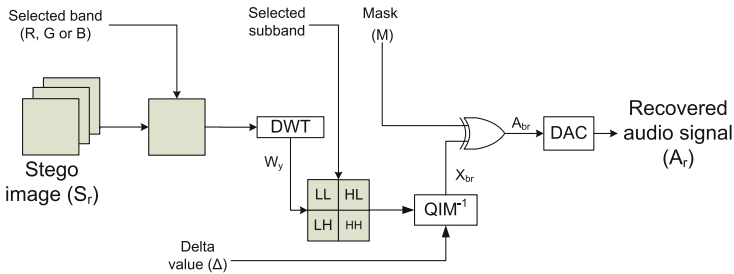 Selected band
(R, G or B)
Selected
subband
Mask
(M)
Stego
image (Sr)
DWT
Wy
LL HL
LH HH
Delta
value (Δ)
QIM-1
Xbr
Abr
DAC
Recovered
audio signal
(Ar)